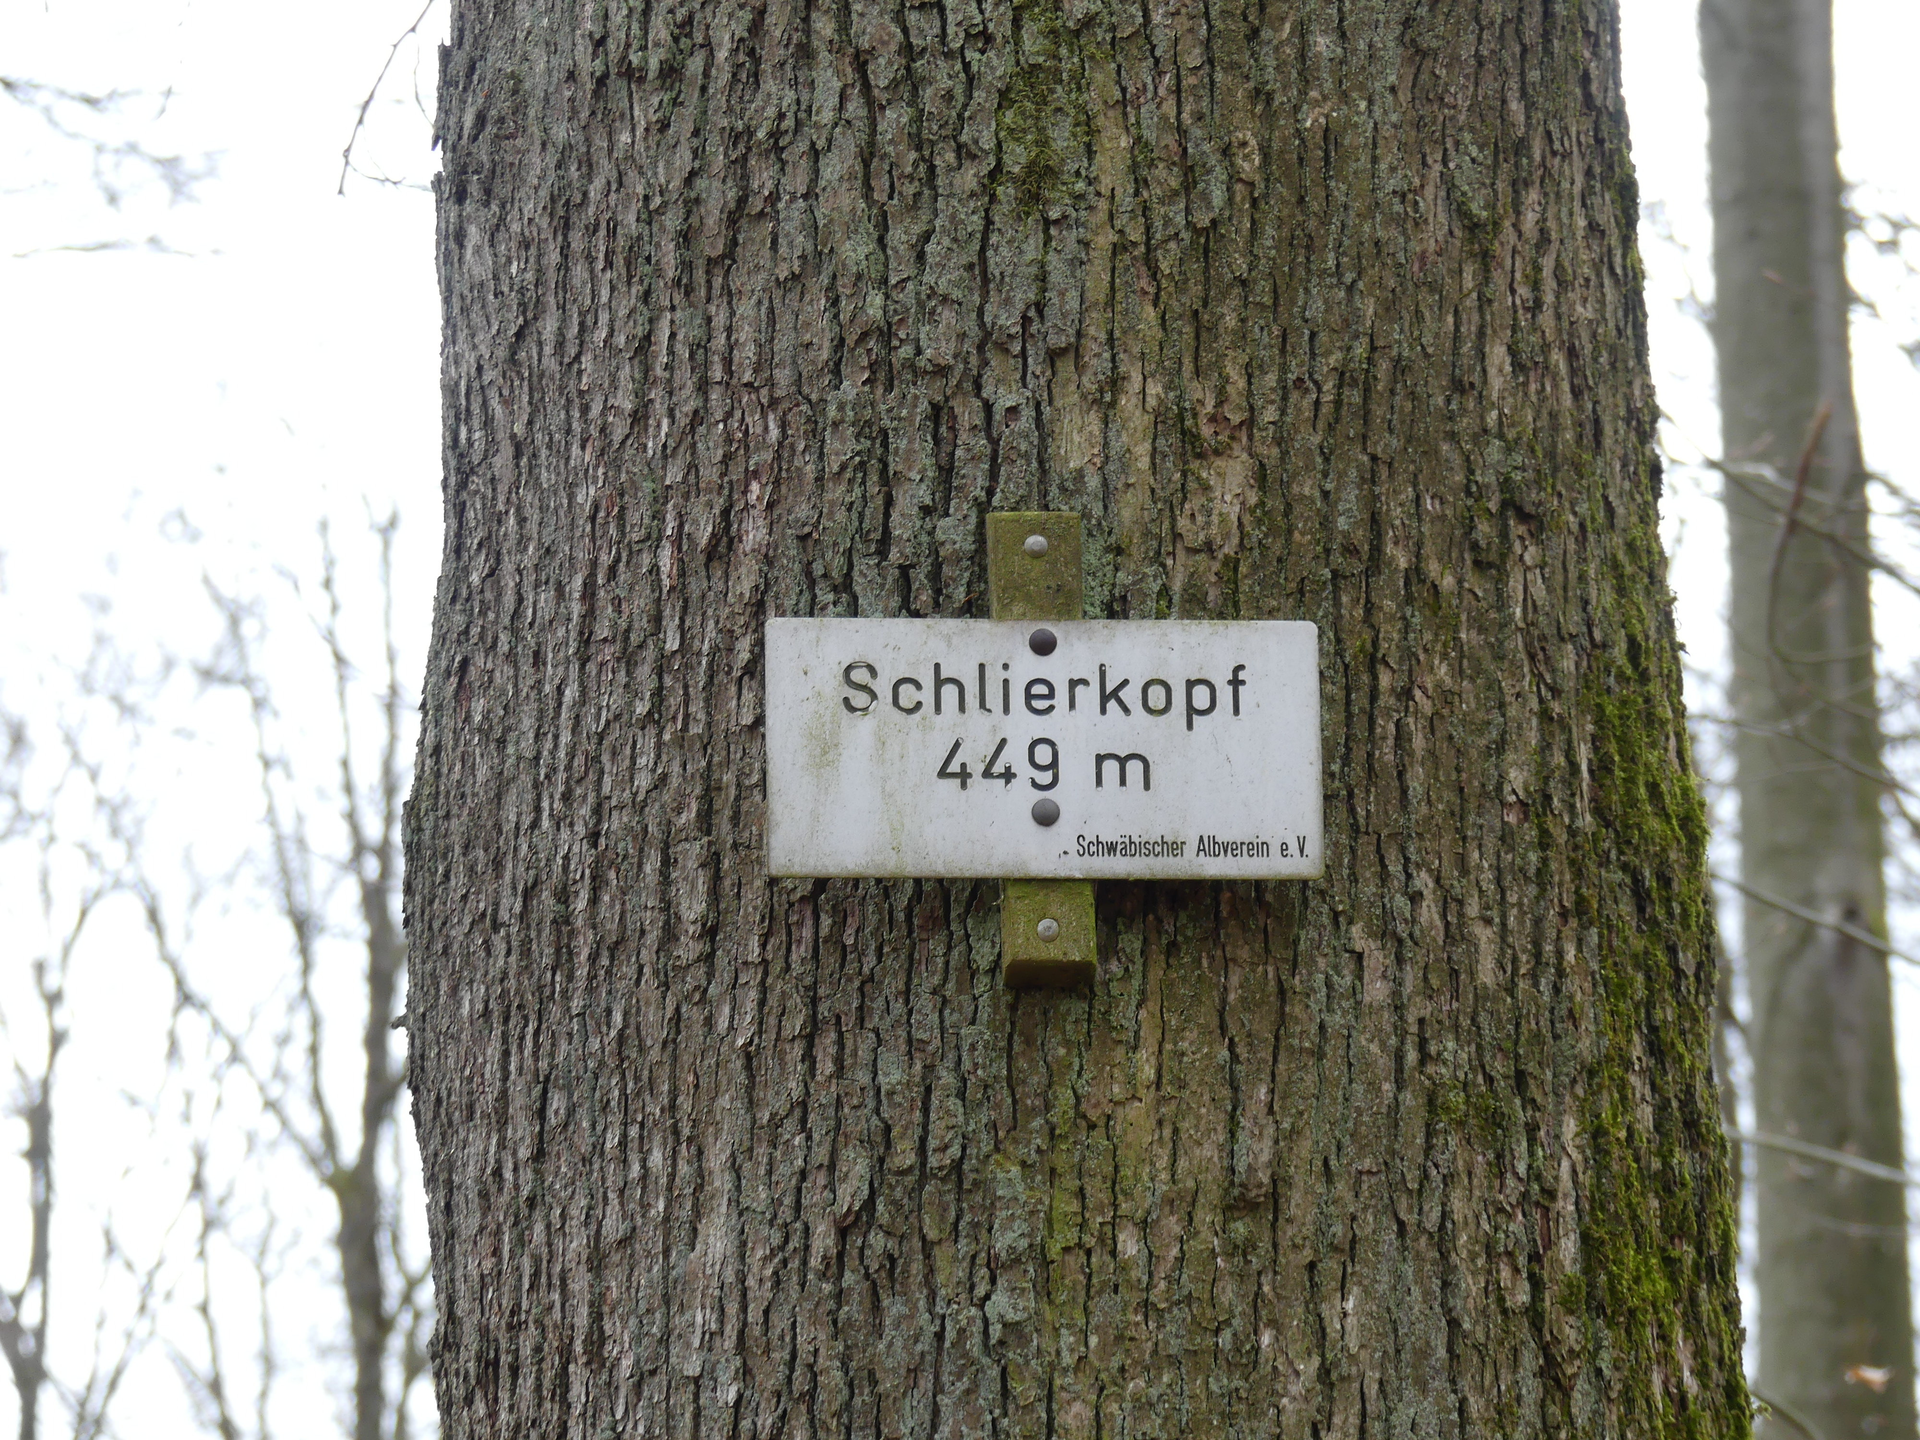 Schlierkopf
449 m
Schwäbischer Albverein e.V.